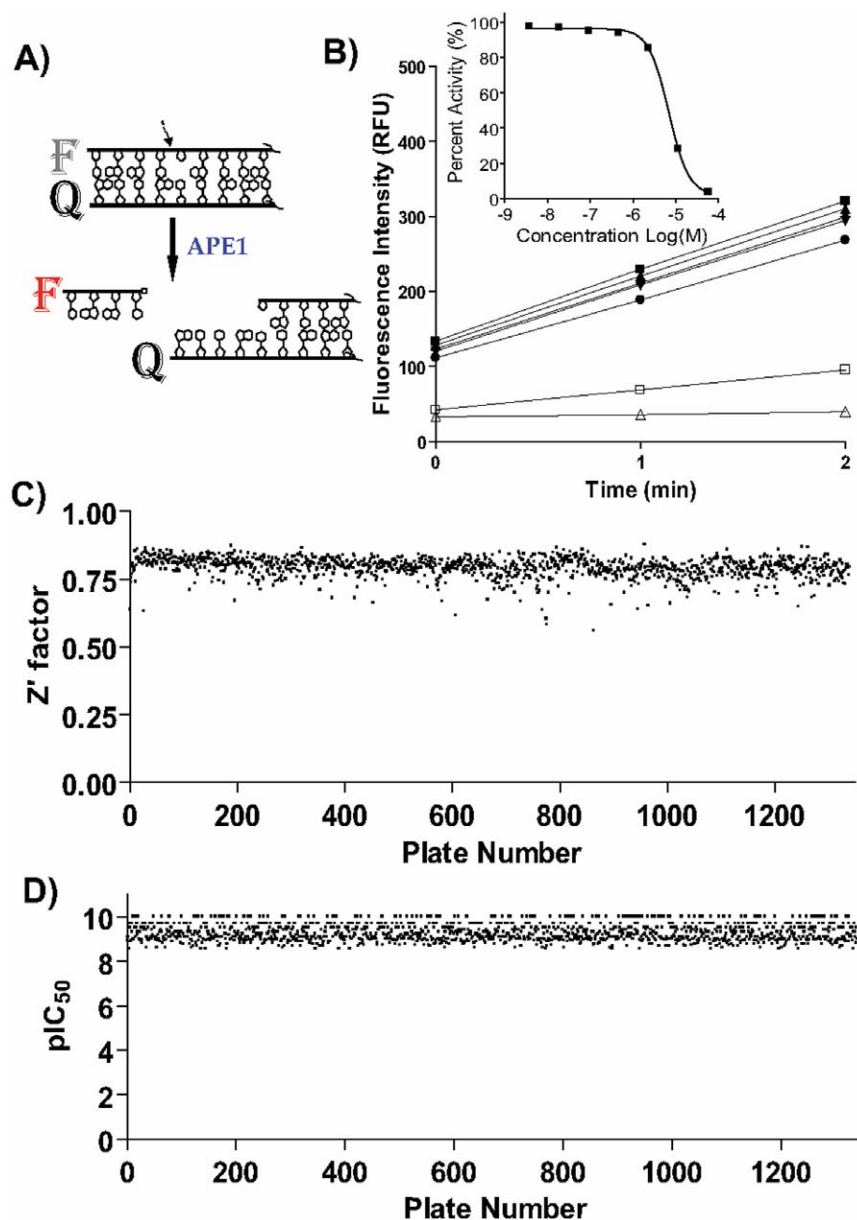 A)
F
Q
APE1
F
Q
B)
Fluorescence Intensity (RFU)
500
400
300
200
100
0
0 1 2
Time (min)
Percent Activity (%)
100
80
60
40
20
0
-9 -8 -7 -6 -5 -4
Concentration Log(M)
C)
Z' factor
1.00
0.75
0.50
0.25
0.00
0 200 400 600 800 1000 1200
Plate Number
D)
pIC50
10
8
6
4
2
0
0 200 400 600 800 1000 1200
Plate Number